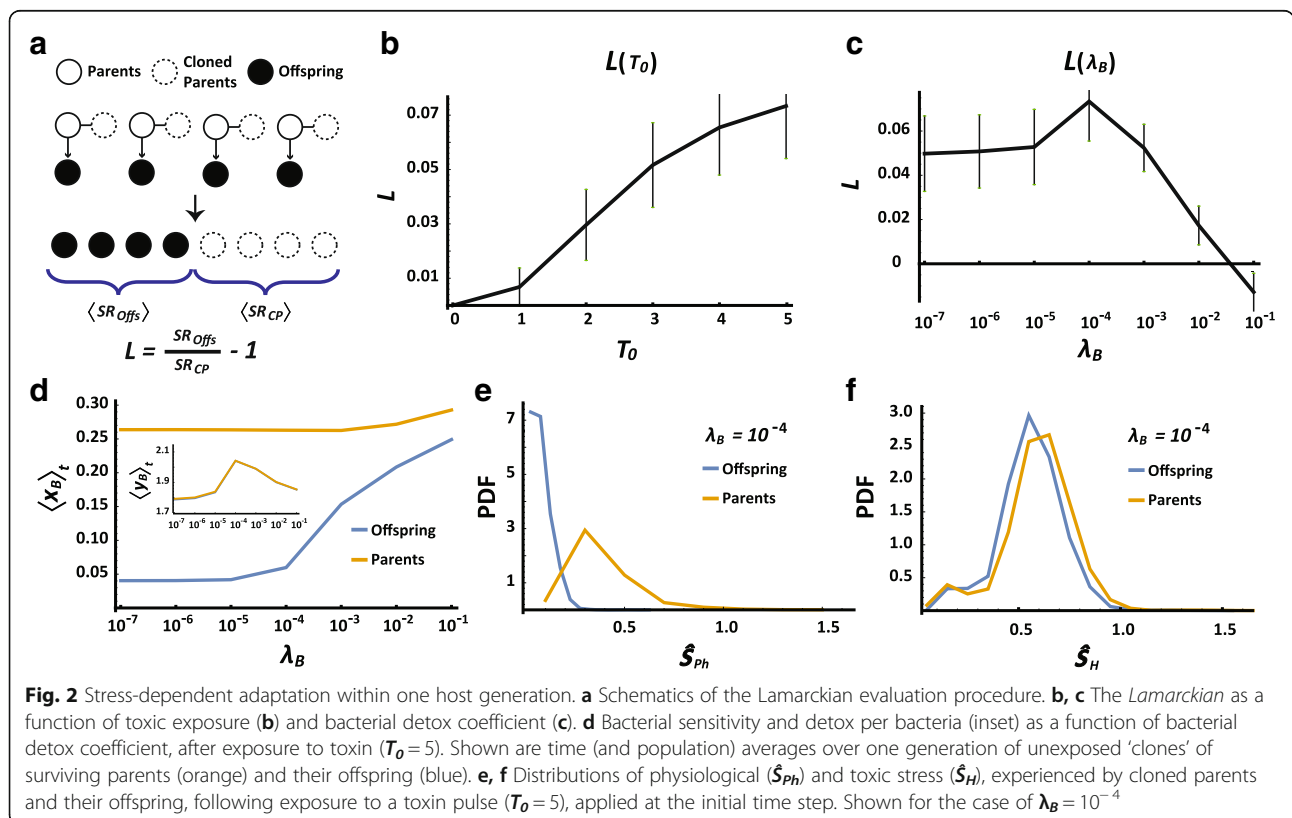 a
Parents
Cloned
Parents
Offspring
⟨SR_Offs⟩ ⟨SR_CP⟩
L = SR_Offs / SR_CP - 1
b
L(T₀)
L
0.07
0.05
0.03
0.01
0 1 2 3 4 5
T₀
c
L(λ_B)
L
0.06
0.04
0.02
0
10⁻⁷ 10⁻⁶ 10⁻⁵ 10⁻⁴ 10⁻³ 10⁻² 10⁻¹
λ_B
d
⟨x_B⟩_t
0.30
0.25
0.20
0.15
0.10
0.05
⟨y_B⟩_t
2.1
1.9
1.7
10⁻⁷ 10⁻⁶ 10⁻⁵ 10⁻⁴ 10⁻³ 10⁻² 10⁻¹
Offspring
Parents
10⁻⁷ 10⁻⁶ 10⁻⁵ 10⁻⁴ 10⁻³ 10⁻² 10⁻¹
λ_B
e
PDF
7
5
3
1
λ_B = 10⁻⁴
Offspring
Parents
0.5 1.0 1.5
Ŝ_Ph
f
PDF
3.0
2.5
2.0
1.5
1.0
0.5
λ_B = 10⁻⁴
Offspring
Parents
0.5 1.0 1.5
Ŝ_H
Fig. 2 Stress-dependent adaptation within one host generation. a Schematics of the Lamarckian evaluation procedure. b, c The Lamarckian as a
function of toxic exposure (b) and bacterial detox coefficient (c). d Bacterial sensitivity and detox per bacteria (inset) as a function of bacterial
detox coefficient, after exposure to toxin (T₀ = 5). Shown are time (and population) averages over one generation of unexposed ‘clones’ of
surviving parents (orange) and their offspring (blue). e, f Distributions of physiological (Ŝ_Ph) and toxic stress (Ŝ_H), experienced by cloned parents
and their offspring, following exposure to a toxin pulse (T₀ = 5), applied at the initial time step. Shown for the case of λ_B = 10⁻⁴